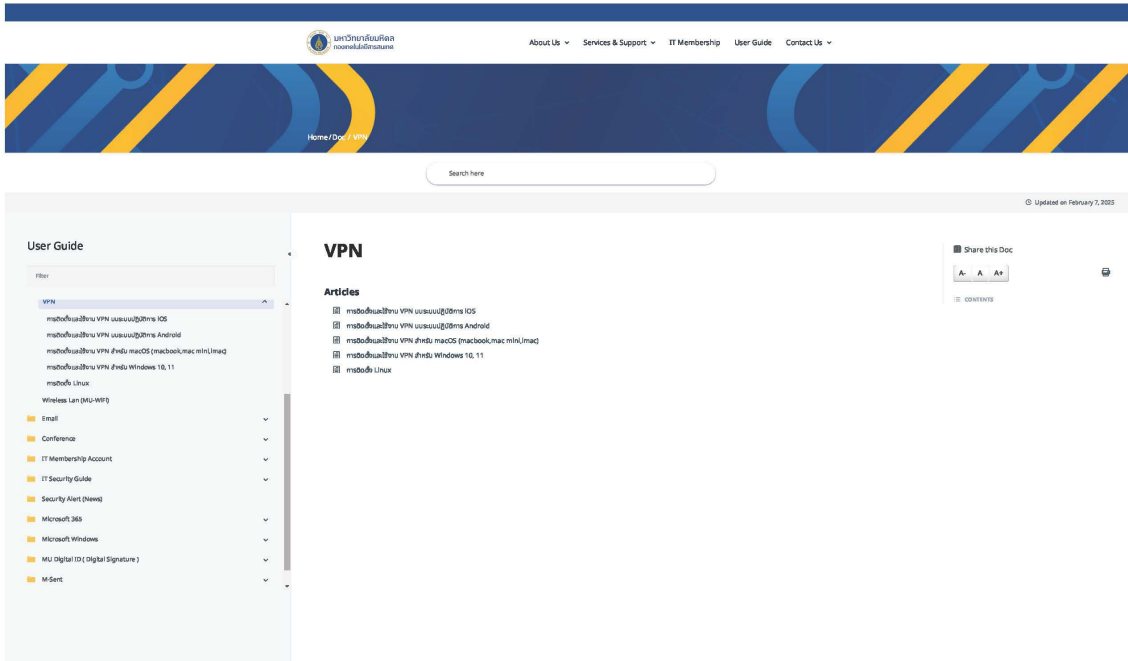 มหาวิทยาลัยมหิดล
กองเทคโนโลยีสารสนเทศ
About Us
Services & Support
IT Membership
User Guide
Contact Us
Home / Doc / VPN
Search here
Updated on February 7, 2025
User Guide
Filter
VPN
การติดตั้งและใช้งาน VPN บนระบบปฏิบัติการ iOS
การติดตั้งและใช้งาน VPN บนระบบปฏิบัติการ Android
การติดตั้งและใช้งาน VPN สำหรับ macOS (macbook,mac mini,imac)
การติดตั้งและใช้งาน VPN สำหรับ Windows 10, 11
การติดตั้ง Linux
Wireless Lan (MU-WIFI)
Email
Conference
IT Membership Account
IT Security Guide
Security Alert (News)
Microsoft 365
Microsoft Windows
MU Digital ID ( Digital Signature )
M-Sent
VPN
Articles
การติดตั้งและใช้งาน VPN บนระบบปฏิบัติการ iOS
การติดตั้งและใช้งาน VPN บนระบบปฏิบัติการ Android
การติดตั้งและใช้งาน VPN สำหรับ macOS (macbook,mac mini,imac)
การติดตั้งและใช้งาน VPN สำหรับ Windows 10, 11
การติดตั้ง Linux
Share this Doc
A- A A+
CONTENTS